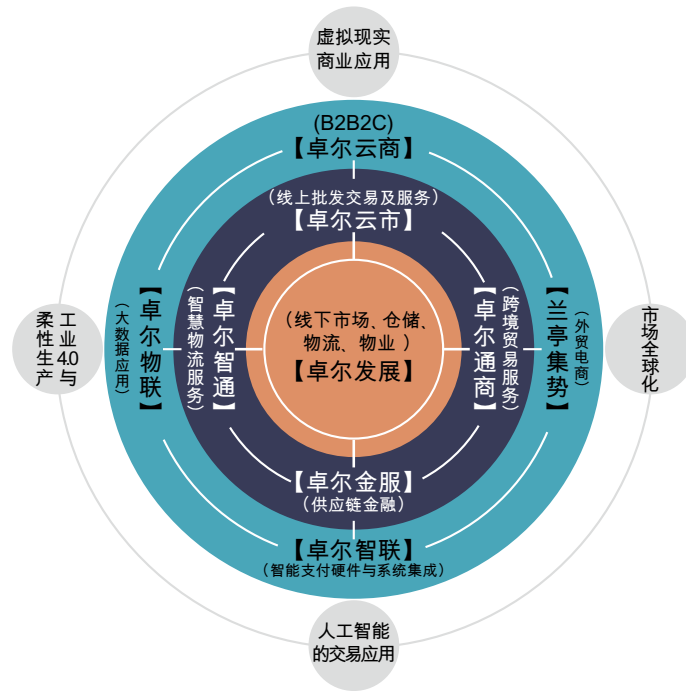 虚拟现实
商业应用
(B2B2C)
【卓尔云商】
（线上批发交易及服务）
【卓尔云市】
工业4.0与
柔性生产
【卓尔物联】
（大数据应用）
【卓尔智通】
（智慧物流服务）
（线下市场、仓储、
物流、物业）
【卓尔发展】
（跨境贸易服务）
【卓尔通商】
（外贸电商）
【兰亭集势】
市场全球化
【卓尔金服】
（供应链金融）
【卓尔智联】
（智能支付硬件与系统集成）
人工智能
的交易应用